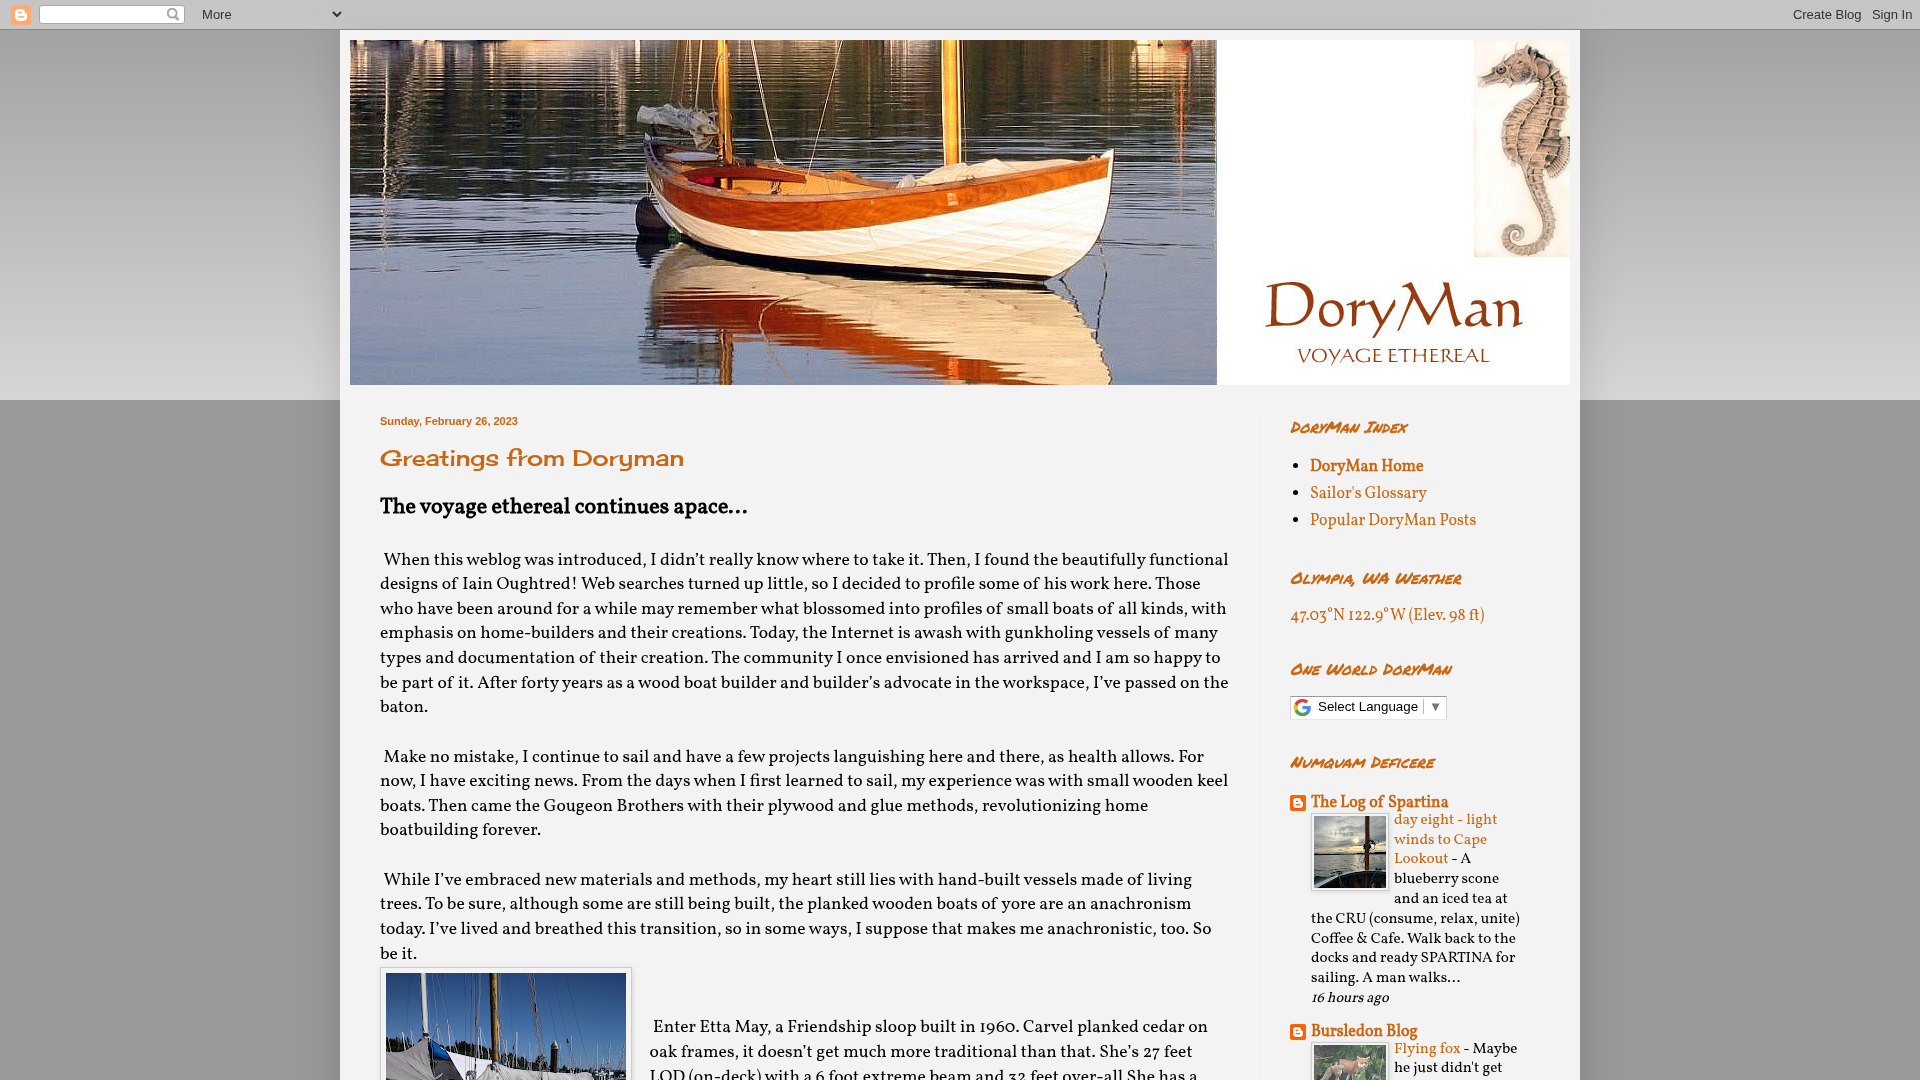 More
Create Blog Sign In
DoryMan
VOYAGE ETHEREAL
Sunday, February 26, 2023
Greatings from Doryman
The voyage ethereal continues apace...
When this weblog was introduced, I didn't really know where to take it. Then, I found the beautifully functional
designs of Iain Oughtred! Web searches turned up little, so I decided to profile some of his work here. Those
who have been around for a while may remember what blossomed into profiles of small boats of all kinds, with
emphasis on home-builders and their creations. Today, the Internet is awash with gunkholing vessels of many
types and documentation of their creation. The community I once envisioned has arrived and I am so happy to
be part of it. After forty years as a wood boat builder and builder's advocate in the workspace, I've passed on the
baton.
Make no mistake, I continue to sail and have a few projects languishing here and there, as health allows. For
now, I have exciting news. From the days when I first learned to sail, my experience was with small wooden keel
boats. Then came the Gougeon Brothers with their plywood and glue methods, revolutionizing home
boatbuilding forever.
While I've embraced new materials and methods, my heart still lies with hand-built vessels made of living
trees. To be sure, although some are still being built, the planked wooden boats of yore are an anachronism
today. I've lived and breathed this transition, so in some ways, I suppose that makes me anachronistic, too. So
be it.
Enter Etta May, a Friendship sloop built in 1960. Carvel planked cedar on
oak frames, it doesn't get much more traditional than that. She's 27 feet
LOD (on-deck) with a 6 foot extreme beam and 32 feet over-all She has a
DoryMan Index
DoryMan Home
Sailor's Glossary
Popular DoryMan Posts
Olympia, WA Weather
47.03°N 122.9°W (Elev. 98 ft)
One World DoryMan
Select Language ▼
Numquam Deficere
The Log of Spartina
day eight - light
winds to Cape
Lookout - A
blueberry scone
and an iced tea at
the CRU (consume, relax, unite)
Coffee & Cafe. Walk back to the
docks and ready SPARTINA for
sailing. A man walks...
16 hours ago
Bursledon Blog
Flying fox - Maybe
he just didn't get